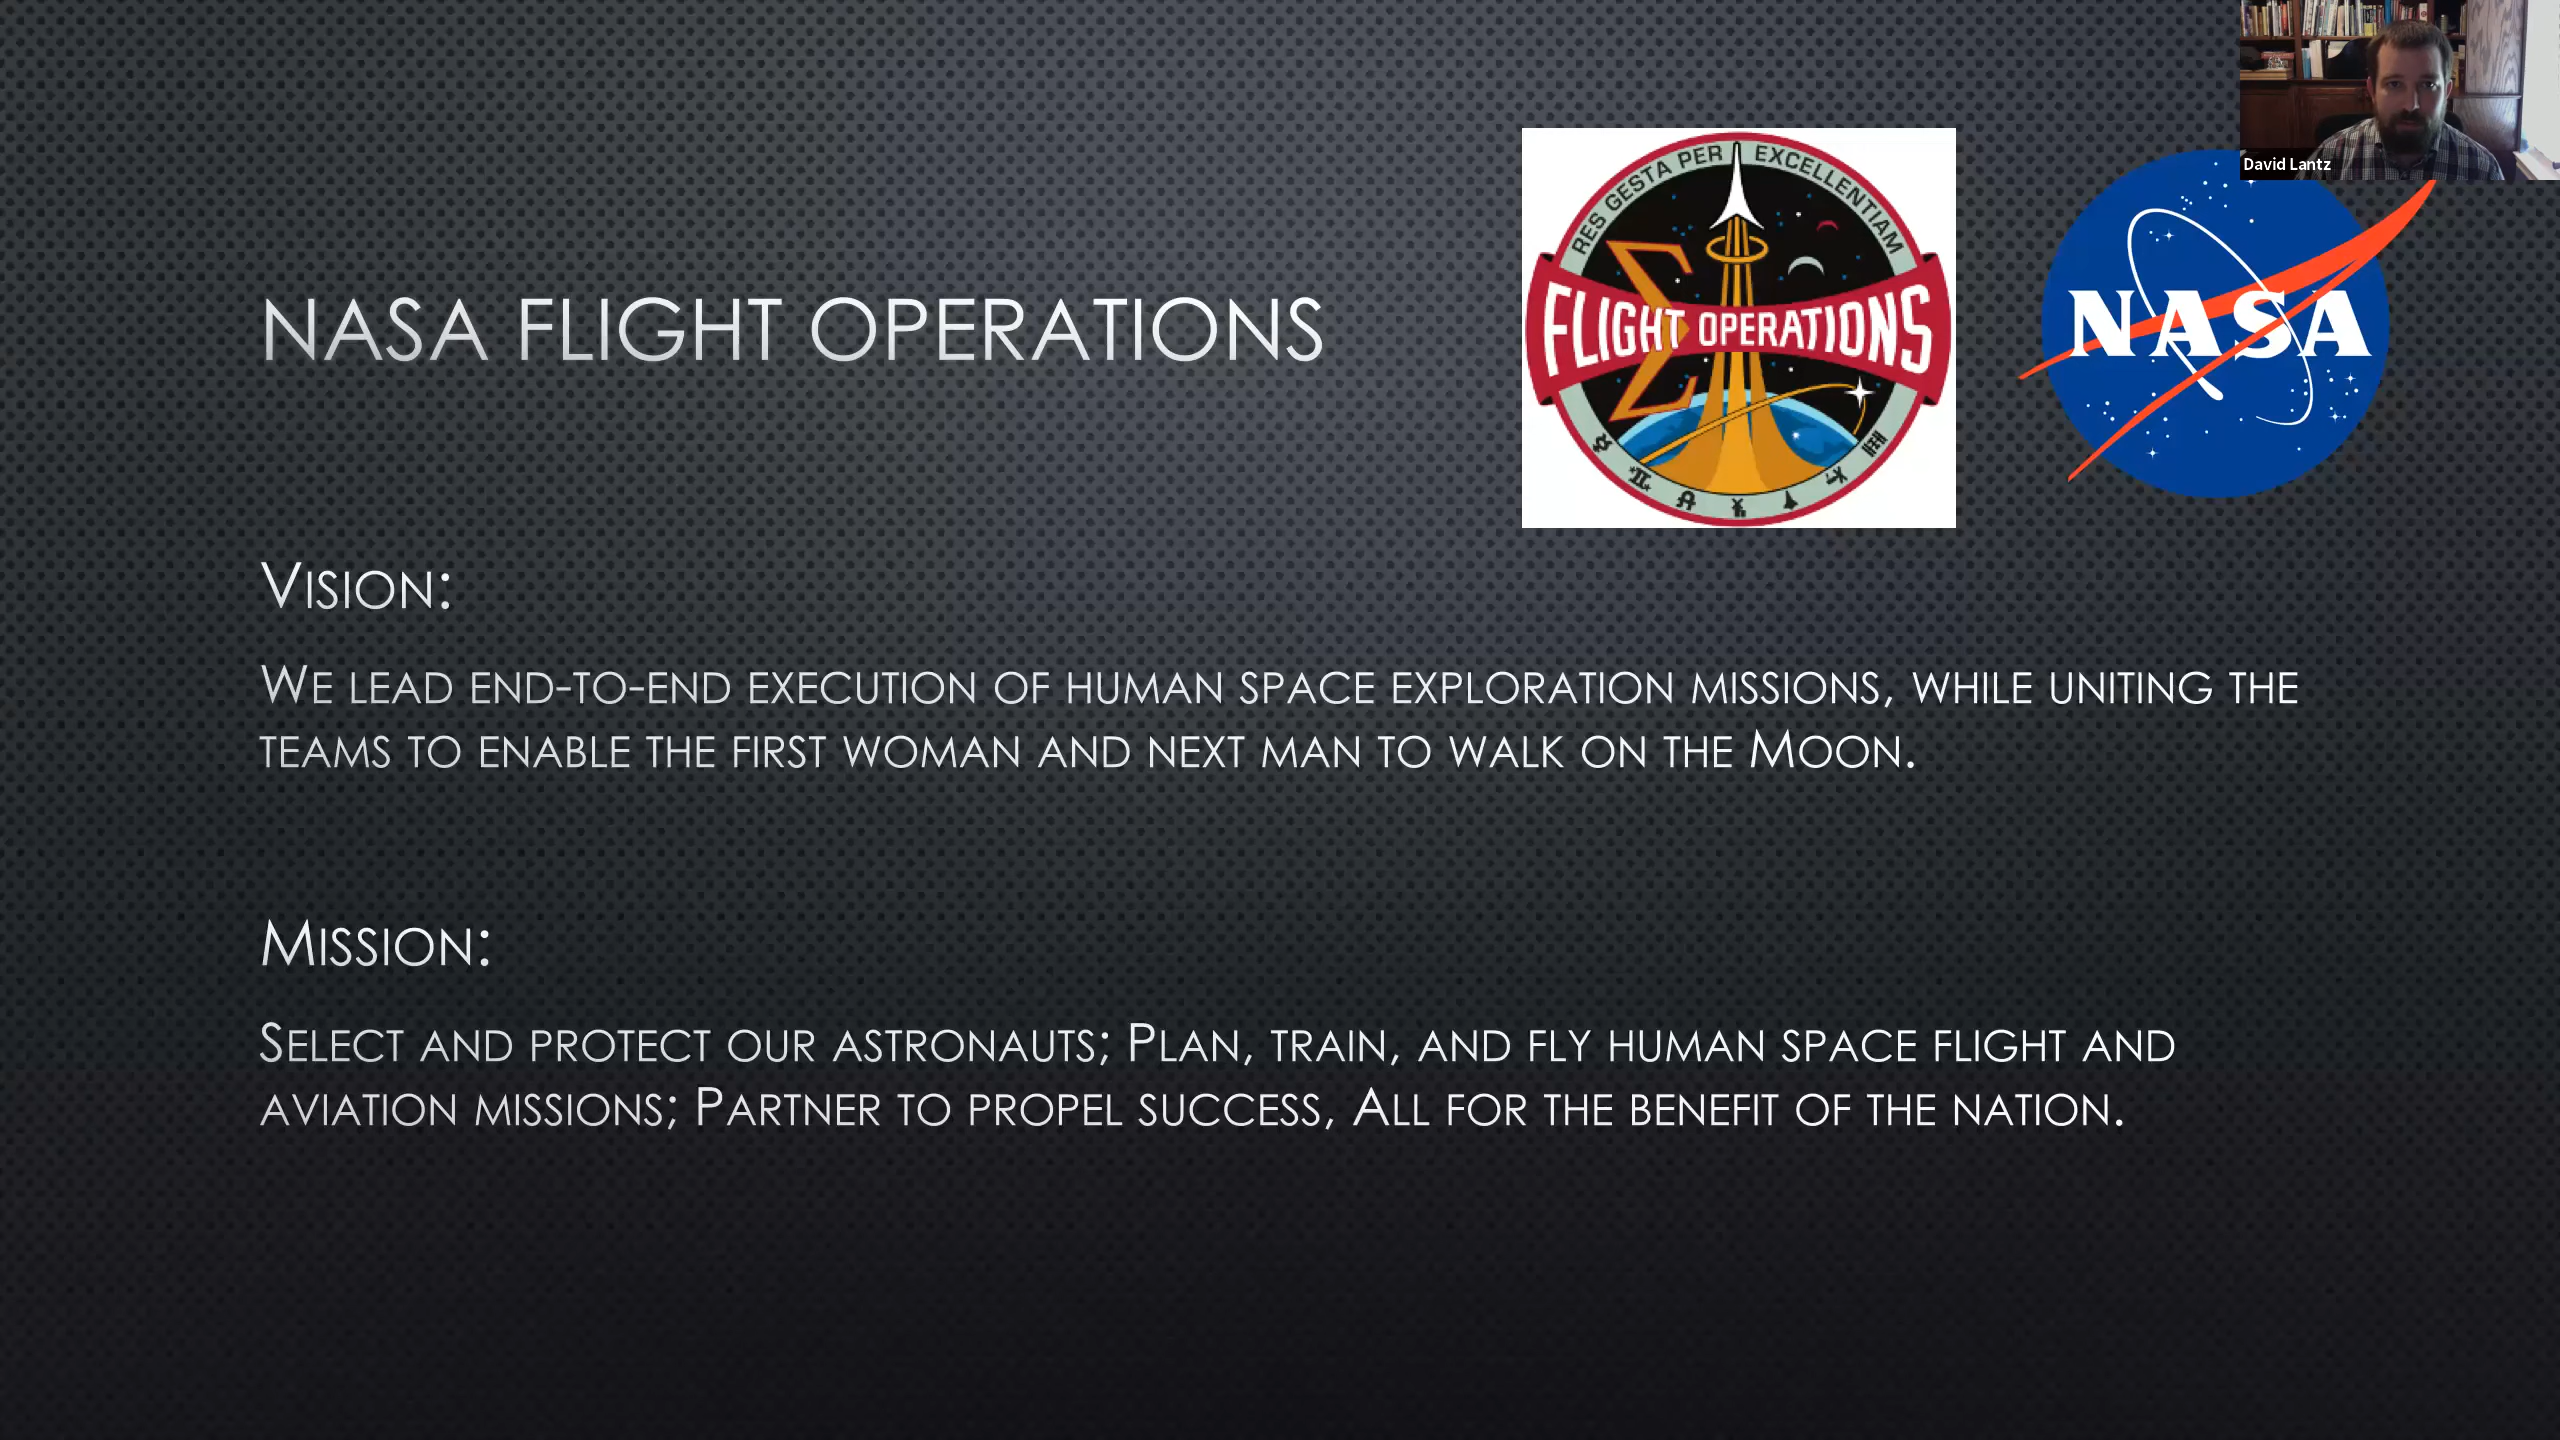 David Lantz
RES GESTA PER EXCELLENTIAM
FLIGHT OPERATIONS
NASA
NASA FLIGHT OPERATIONS
VISION:
WE LEAD END-TO-END EXECUTION OF HUMAN SPACE EXPLORATION MISSIONS, WHILE UNITING THE
TEAMS TO ENABLE THE FIRST WOMAN AND NEXT MAN TO WALK ON THE MOON.
MISSION:
SELECT AND PROTECT OUR ASTRONAUTS; PLAN, TRAIN, AND FLY HUMAN SPACE FLIGHT AND
AVIATION MISSIONS; PARTNER TO PROPEL SUCCESS, ALL FOR THE BENEFIT OF THE NATION.